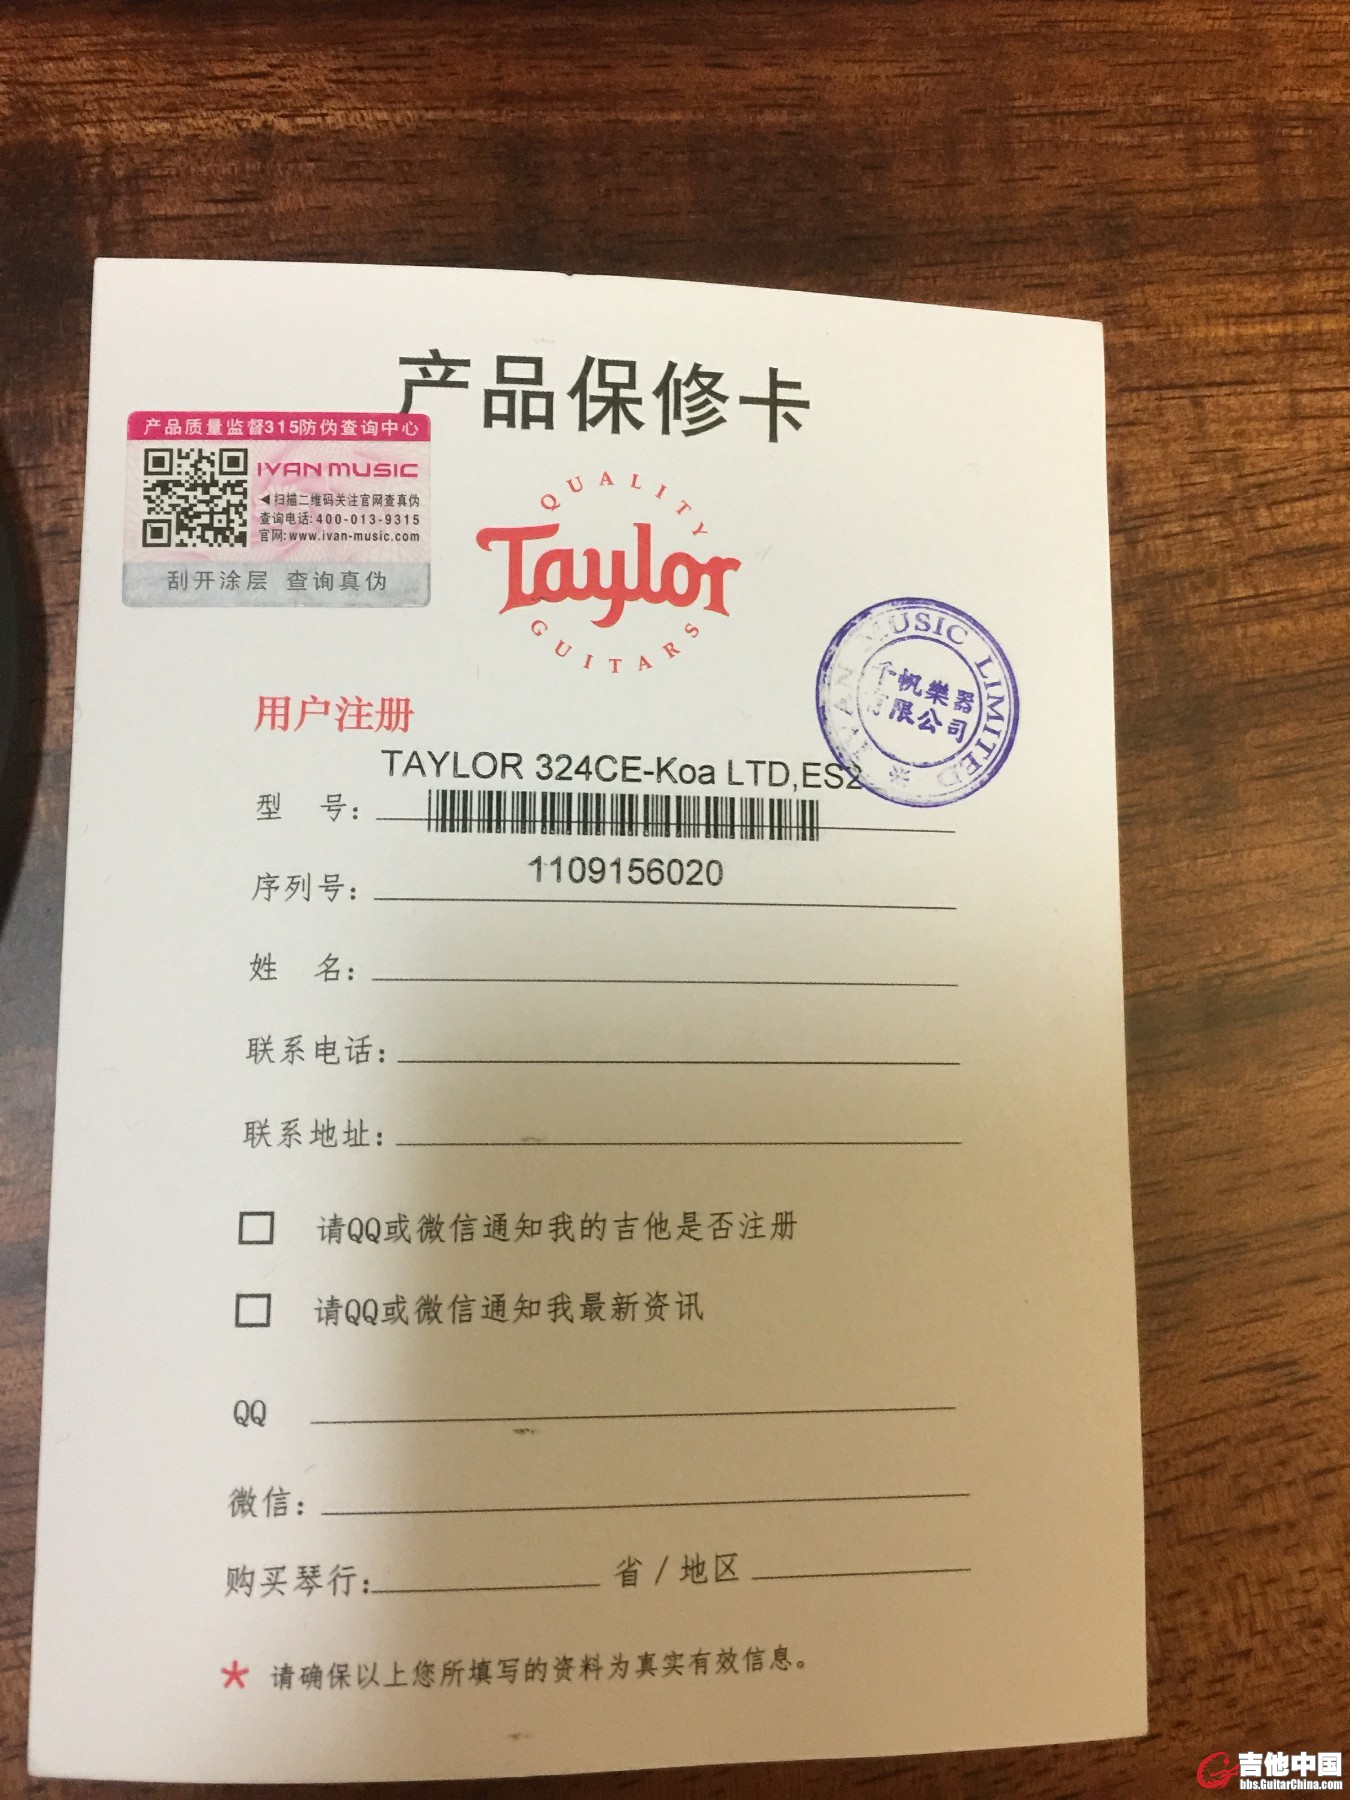 产品保修卡
产品质量监督315防伪查询中心
IVAN MUSIC
◀扫描二维码关注官网查真伪
查询电话:400-013-9315
官网:www.ivan-music.com
刮开涂层 查询真伪
QUALITY
Taylor
GUITARS
IVAN MUSIC LIMITED
千帆樂器
有限公司
用户注册
TAYLOR 324CE-Koa LTD,ES2
型 号:
1109156020
序列号:
姓 名:
联系电话:
联系地址:
请QQ或微信通知我的吉他是否注册
请QQ或微信通知我最新资讯
QQ
微信:
购买琴行: 省/地区
* 请确保以上您所填写的资料为真实有效信息。
吉他中国
bbs.GuitarChina.com